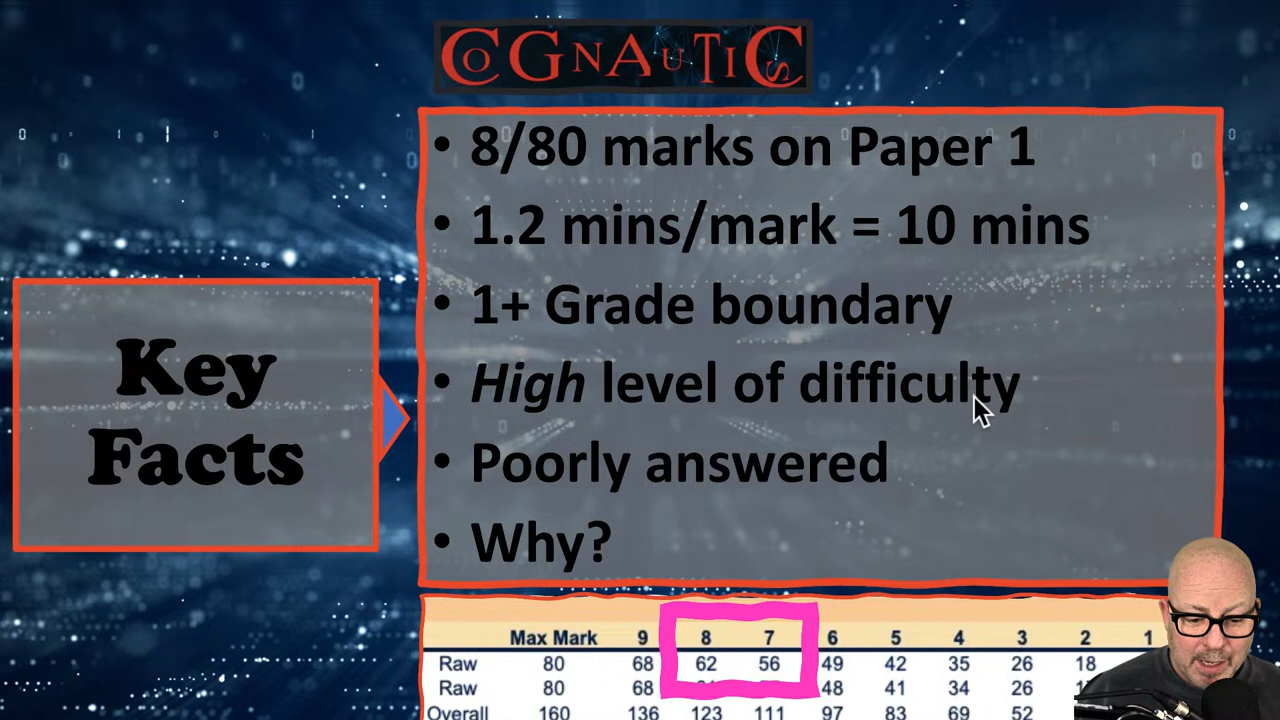 COGNAUTICS
• 8/80 marks on Paper 1
• 1.2 mins/mark = 10 mins
• 1+ Grade boundary
• High level of difficulty
• Poorly answered
• Why?
Key
Facts
Max Mark 9 8 7 6 5 4 3 2 1
Raw 80 68 62 56 49 42 35 26 18
Raw 80 68 48 41 34 26
Overall 160 136 123 111 97 83 69 52